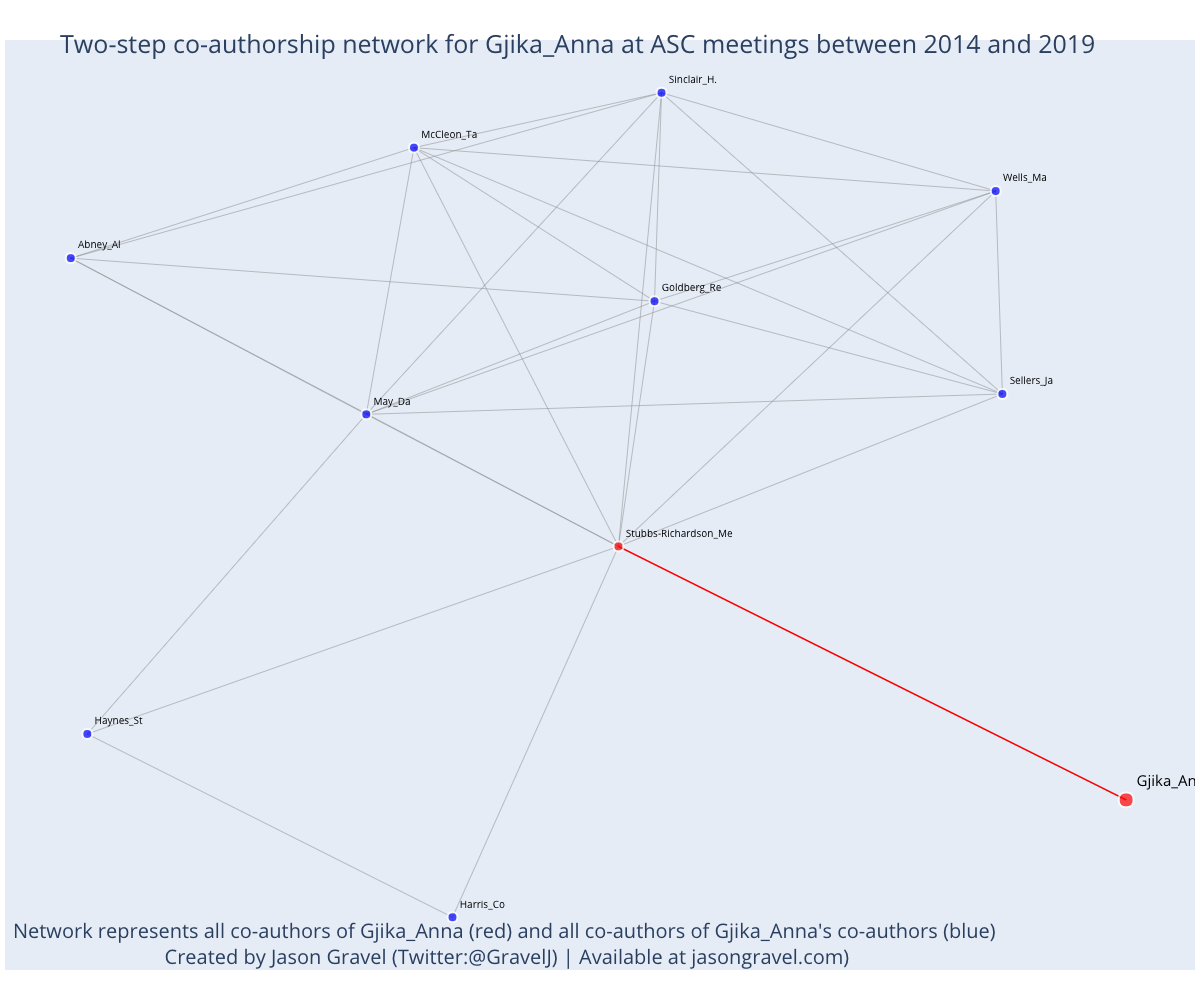 Two-step co-authorship network for Gjika_Anna at ASC meetings between 2014 and 2019
Sinclair_H.
McCleon_Ta
Wells_Ma
Abney_Al
Goldberg_Re
Sellers_Ja
May_Da
Stubbs-Richardson_Me
Haynes_St
Gjika_An
Harris_Co
Network represents all co-authors of Gjika_Anna (red) and all co-authors of Gjika_Anna's co-authors (blue)
Created by Jason Gravel (Twitter:@GravelJ) | Available at jasongravel.com)